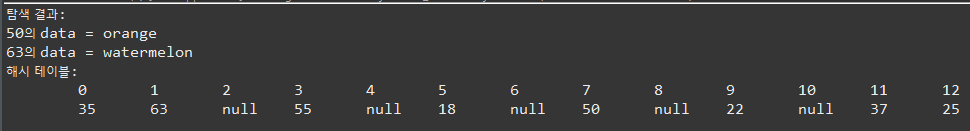 탐색 결과:
50의 data = orange
63의 data = watermelon
해시 테이블:
0 1 2 3 4 5 6 7 8 9 10 11 12
35 63 null 55 null 18 null 50 null 22 null 37 25